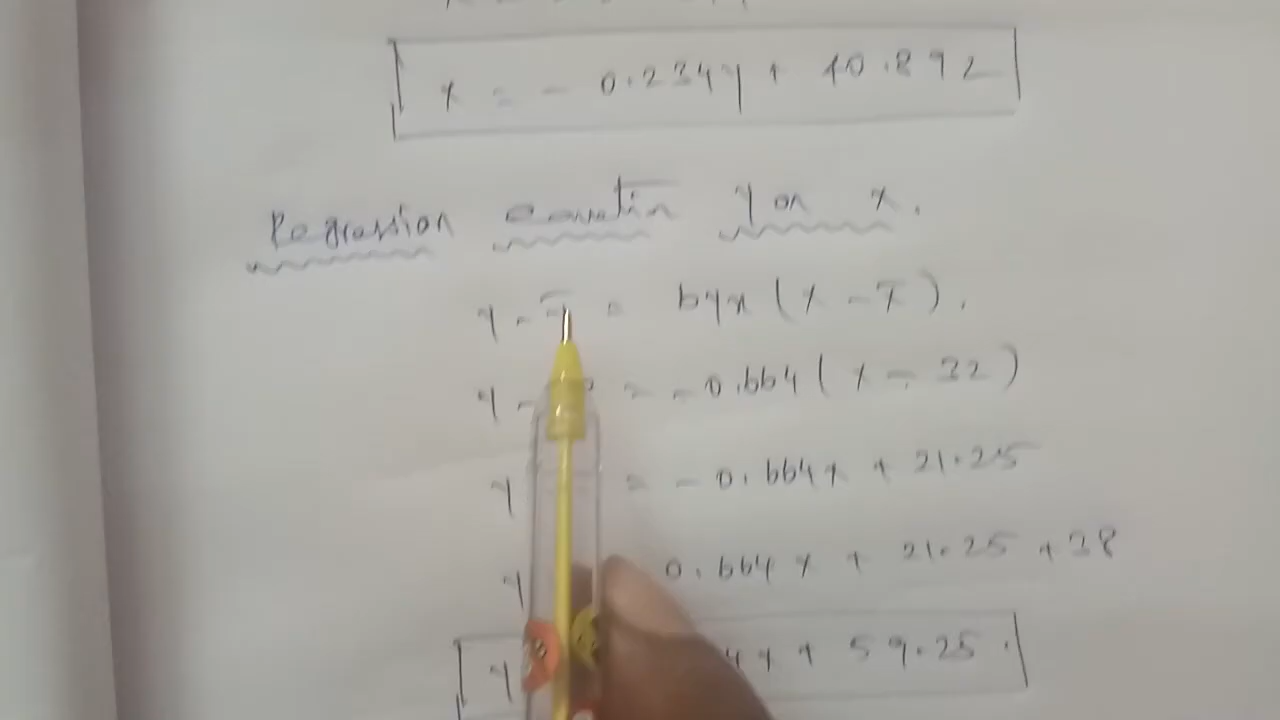 x = - 0.234y + 40.892
Regression equation y on x.
y - ȳ = byx (x - x̄).
y - = -0.664 (x - 32)
y = -0.664x + 21.25
y 0.664x + 21.25 + 38
y 4x + 59.25.